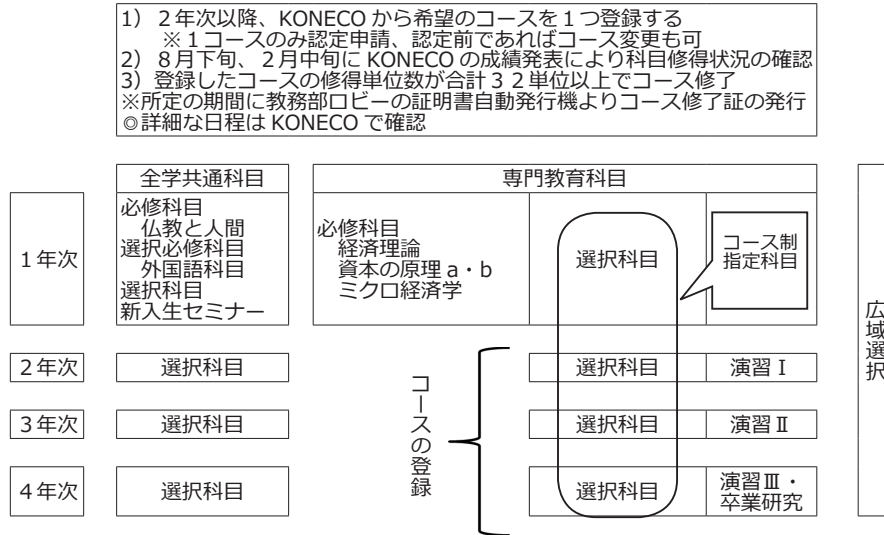 1）２年次以降、KONECO から希望のコースを１つ登録する
※１コースのみ認定申請、認定前であればコース変更も可
2）８月下旬、２月中旬に KONECO の成績発表により科目修得状況の確認
3）登録したコースの修得単位数が合計３２単位以上でコース修了
※所定の期間に教務部ロビーの証明書自動発行機よりコース修了証の発行
◎詳細な日程は KONECO で確認
全学共通科目
専門教育科目
１年次
必修科目
仏教と人間
選択必修科目
外国語科目
選択科目
新入生セミナー
必修科目
経済理論
資本の原理 a・b
ミクロ経済学
選択科目
コース制
指定科目
広域選択
２年次
選択科目
コースの登録
選択科目
演習 Ⅰ
３年次
選択科目
選択科目
演習 Ⅱ
４年次
選択科目
選択科目
演習Ⅲ・
卒業研究